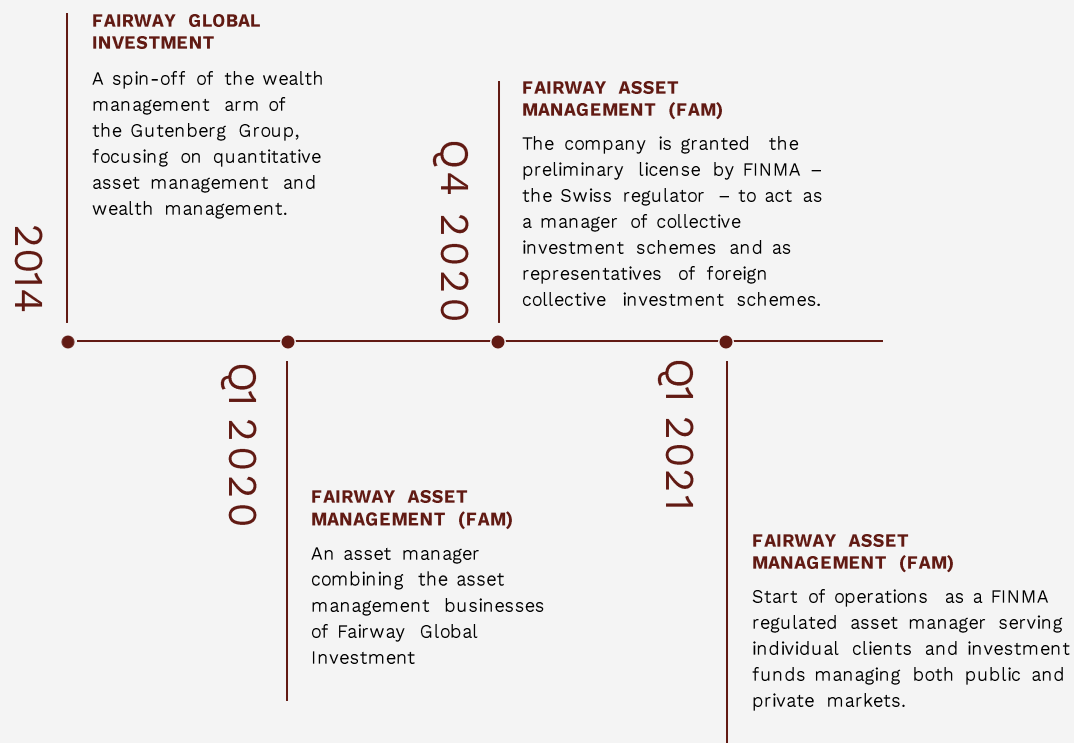 2014
FAIRWAY GLOBAL
INVESTMENT
A spin-off of the wealth
management arm of
the Gutenberg Group,
focusing on quantitative
asset management and
wealth management.
Q1 2020
FAIRWAY ASSET
MANAGEMENT (FAM)
An asset manager
combining the asset
management businesses
of Fairway Global
Investment
Q4 2020
FAIRWAY ASSET
MANAGEMENT (FAM)
The company is granted the
preliminary license by FINMA –
the Swiss regulator – to act as
a manager of collective
investment schemes and as
representatives of foreign
collective investment schemes.
Q1 2021
FAIRWAY ASSET
MANAGEMENT (FAM)
Start of operations as a FINMA
regulated asset manager serving
individual clients and investment
funds managing both public and
private markets.